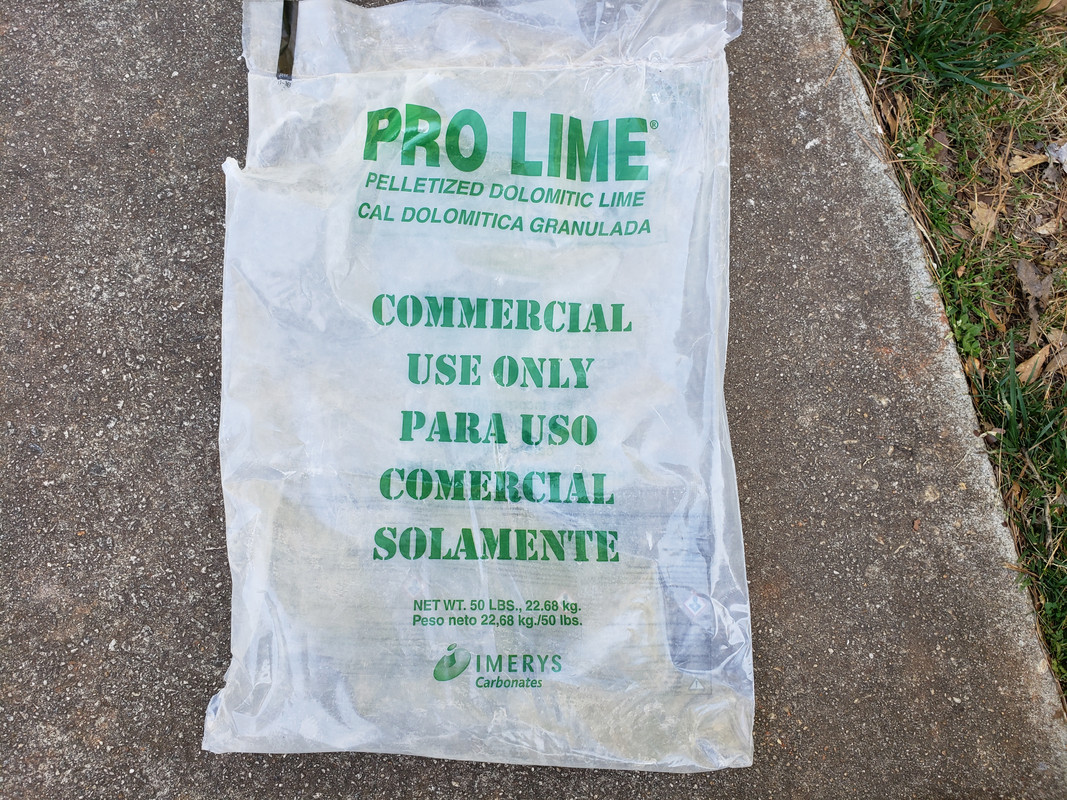 PRO LIME®
PELLETIZED DOLOMITIC LIME
CAL DOLOMITICA GRANULADA
COMMERCIAL
USE ONLY
PARA USO
COMERCIAL
SOLAMENTE
NET WT. 50 LBS., 22.68 kg.
Peso neto 22,68 kg./50 lbs.
IMERYS
Carbonates